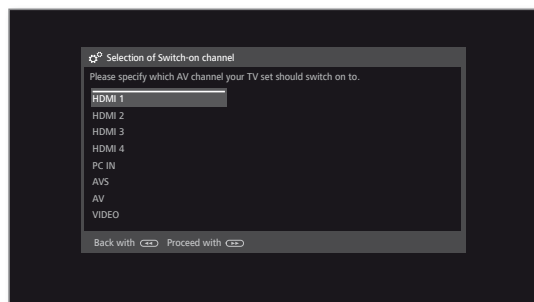 Selection of Switch-on channel
Please specify which AV channel your TV set should switch on to.
HDMI 1
HDMI 2
HDMI 3
HDMI 4
PC IN
AVS
AV
VIDEO
Back with Proceed with